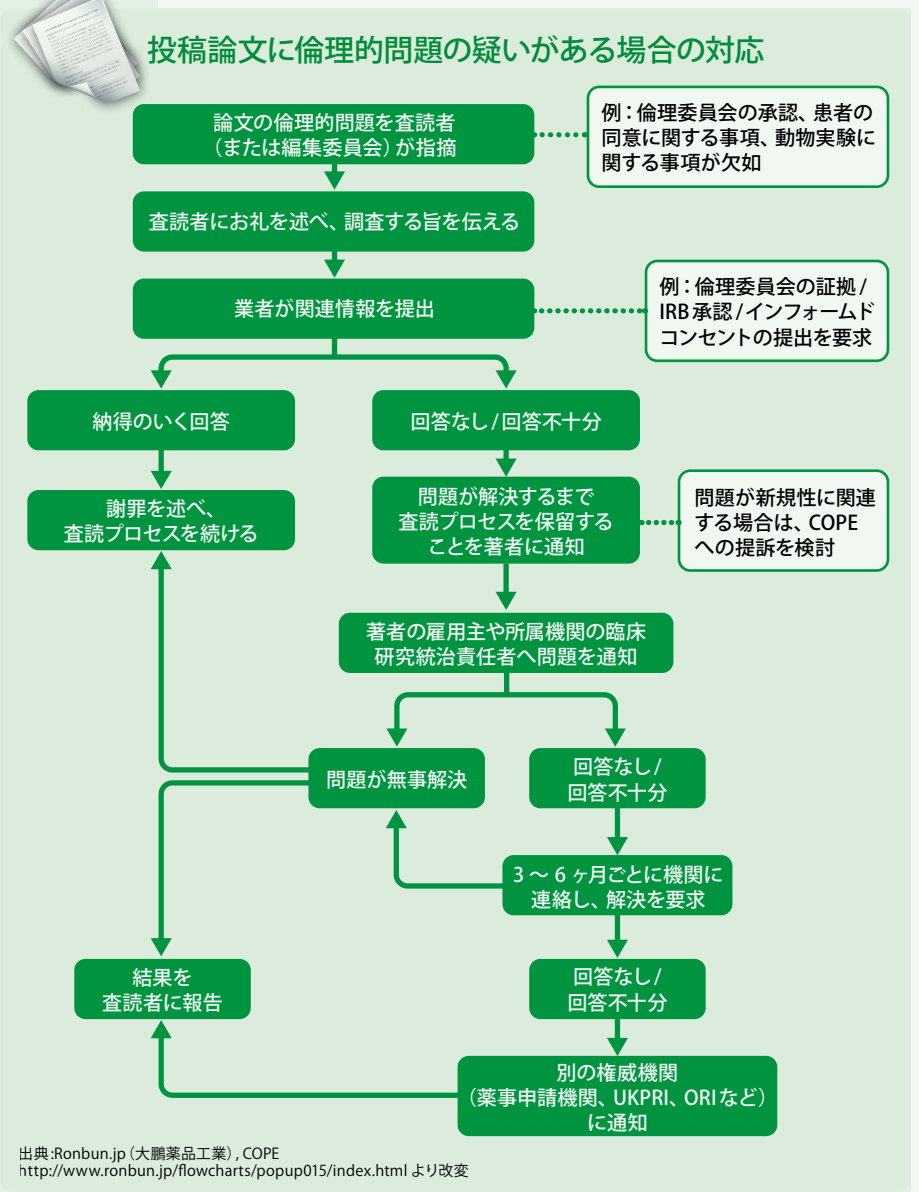 投稿論文に倫理的問題の疑いがある場合の対応
論文の倫理的問題を査読者
（または編集委員会）が指摘
例：倫理委員会の承認、患者の
同意に関する事項、動物実験に
関する事項が欠如
査読者にお礼を述べ、調査する旨を伝える
業者が関連情報を提出
例：倫理委員会の証拠/
IRB承認/インフォームド
コンセントの提出を要求
納得のいく回答
回答なし/回答不十分
謝罪を述べ、
査読プロセスを続ける
問題が解決するまで
査読プロセスを保留する
ことを著者に通知
問題が新規性に関連
する場合は、COPE
への提訴を検討
著者の雇用主や所属機関の臨床
研究統治責任者へ問題を通知
問題が無事解決
回答なし/
回答不十分
3～6ヶ月ごとに機関に
連絡し、解決を要求
結果を
査読者に報告
回答なし/
回答不十分
別の権威機関
（薬事申請機関、UKPRI、ORIなど）
に通知
出典:Ronbun.jp（大鵬薬品工業）, COPE
http://www.ronbun.jp/flowcharts/popup015/index.html より改変